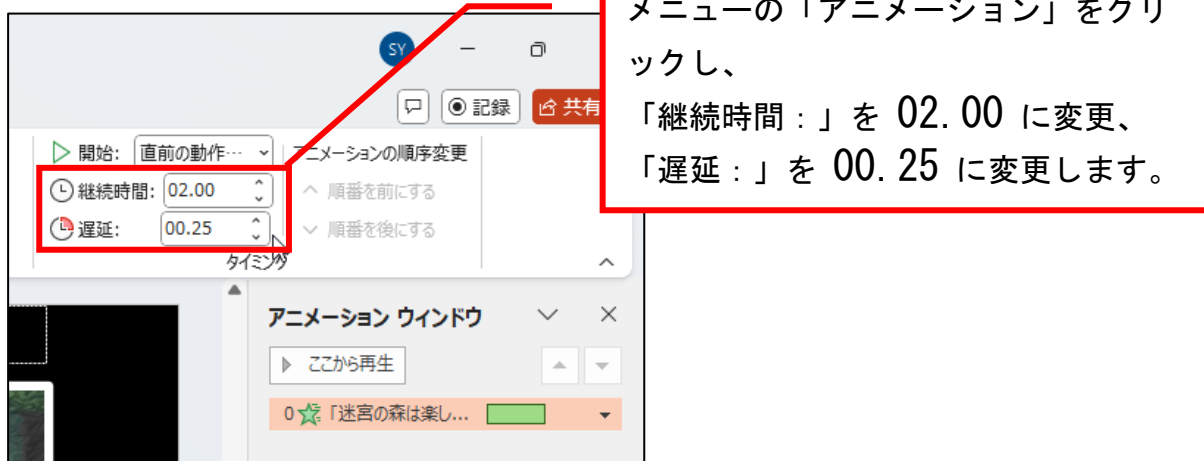 メニューの「アニメーション」をクリ
ックし、
「継続時間：」を 02.00 に変更、
「遅延：」を 00.25 に変更します。
SY
記録
共有
開始: 直前の動作…
アニメーションの順序変更
継続時間: 02.00
順番を前にする
遅延: 00.25
順番を後にする
タイミング
アニメーション ウィンドウ
ここから再生
0 「迷宮の森は楽し...